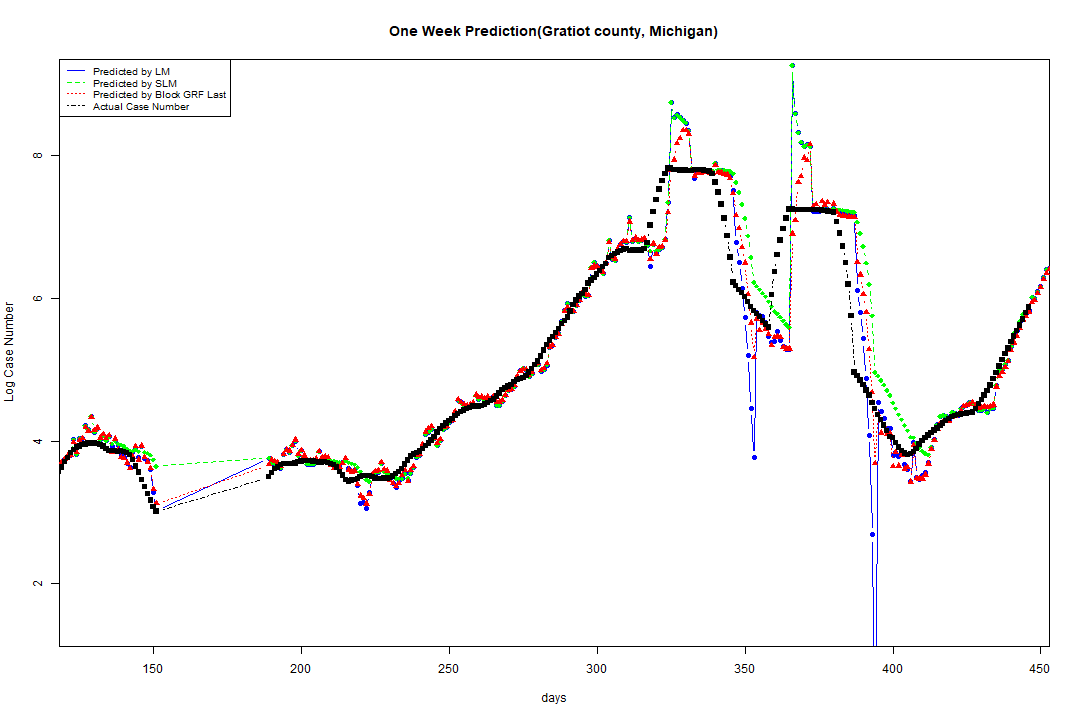 One Week Prediction(Gratiot county, Michigan)
Predicted by LM
Predicted by SLM
Predicted by Block GRF Last
Actual Case Number
8
6
4
2
Log Case Number
150 200 250 300 350 400 450
days